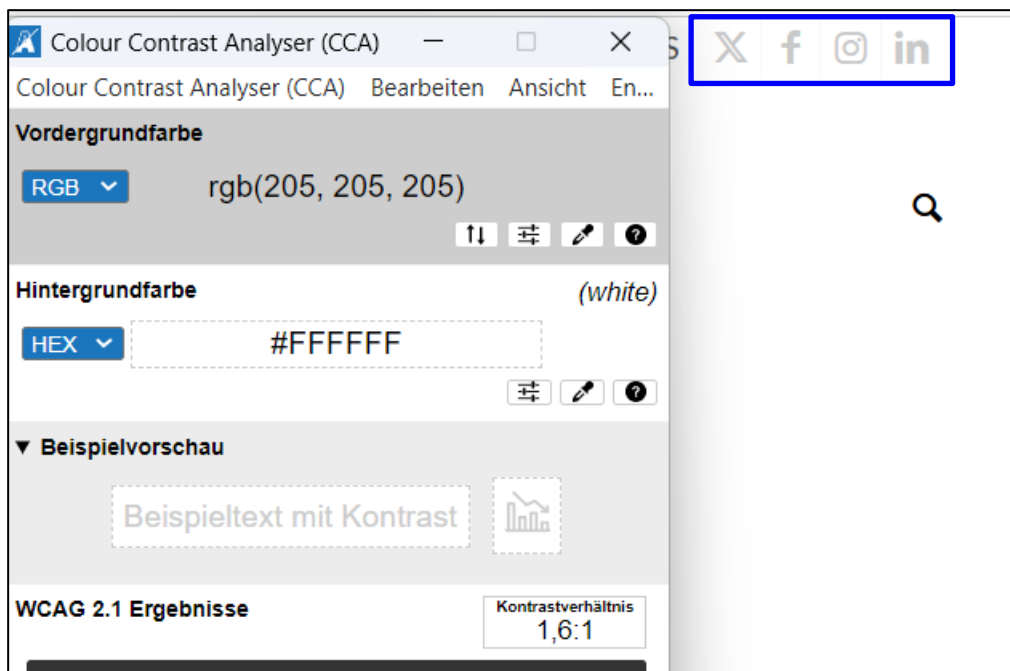 Colour Contrast Analyser (CCA)
Colour Contrast Analyser (CCA) Bearbeiten Ansicht En...
Vordergrundfarbe
RGB rgb(205, 205, 205)
Hintergrundfarbe (white)
HEX #FFFFFF
▼ Beispielvorschau
Beispieltext mit Kontrast
WCAG 2.1 Ergebnisse
Kontrastverhältnis
1,6:1